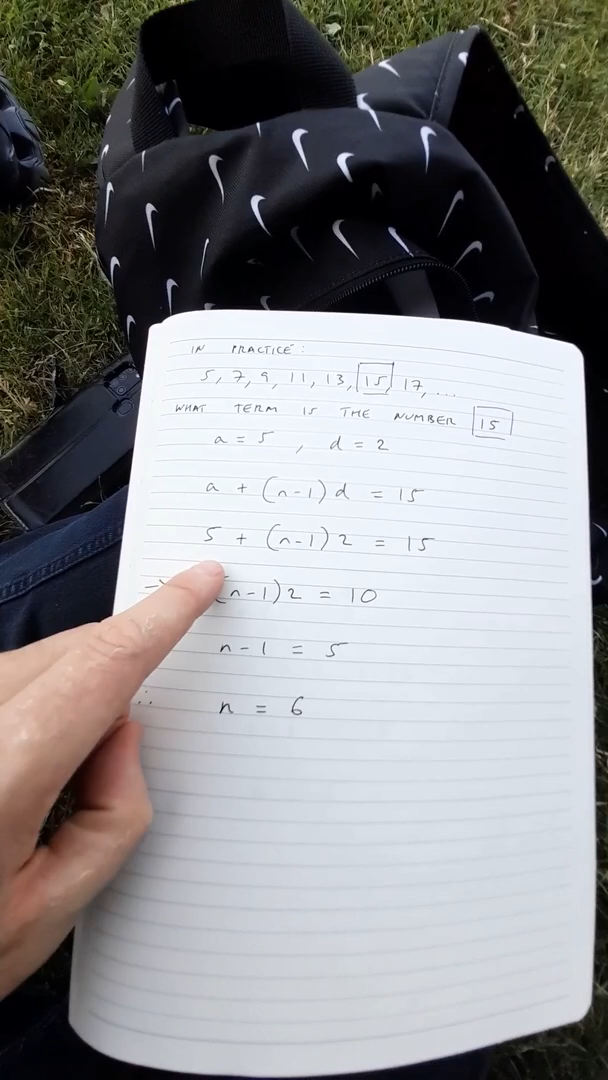 IN PRACTICE:
5, 7, 9, 11, 13, 15, 17, ...
WHAT TERM IS THE NUMBER 15
a = 5 , d = 2
a + (n-1) d = 15
5 + (n-1) 2 = 15
(n-1) 2 = 10
n-1 = 5
∴ n = 6